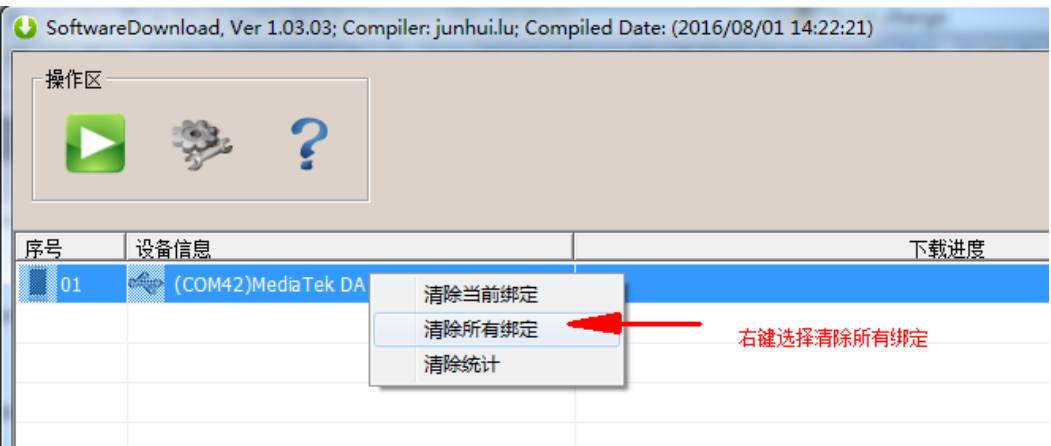 SoftwareDownload, Ver 1.03.03; Compiler: junhui.lu; Compiled Date: (2016/08/01 14:22:21)
操作区
序号 设备信息 下载进度
01 (COM42)MediaTek DA
清除当前绑定
清除所有绑定
右键选择清除所有绑定
清除统计